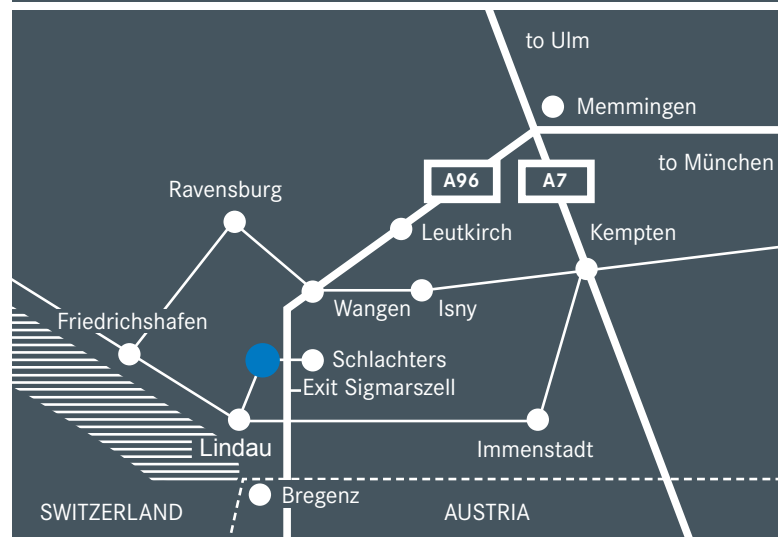 to Ulm
Memmingen
to München
A96
A7
Ravensburg
Leutkirch
Kempten
Wangen
Isny
Friedrichshafen
Schlachters
Exit Sigmarszell
Lindau
Immenstadt
Bregenz
SWITZERLAND
AUSTRIA